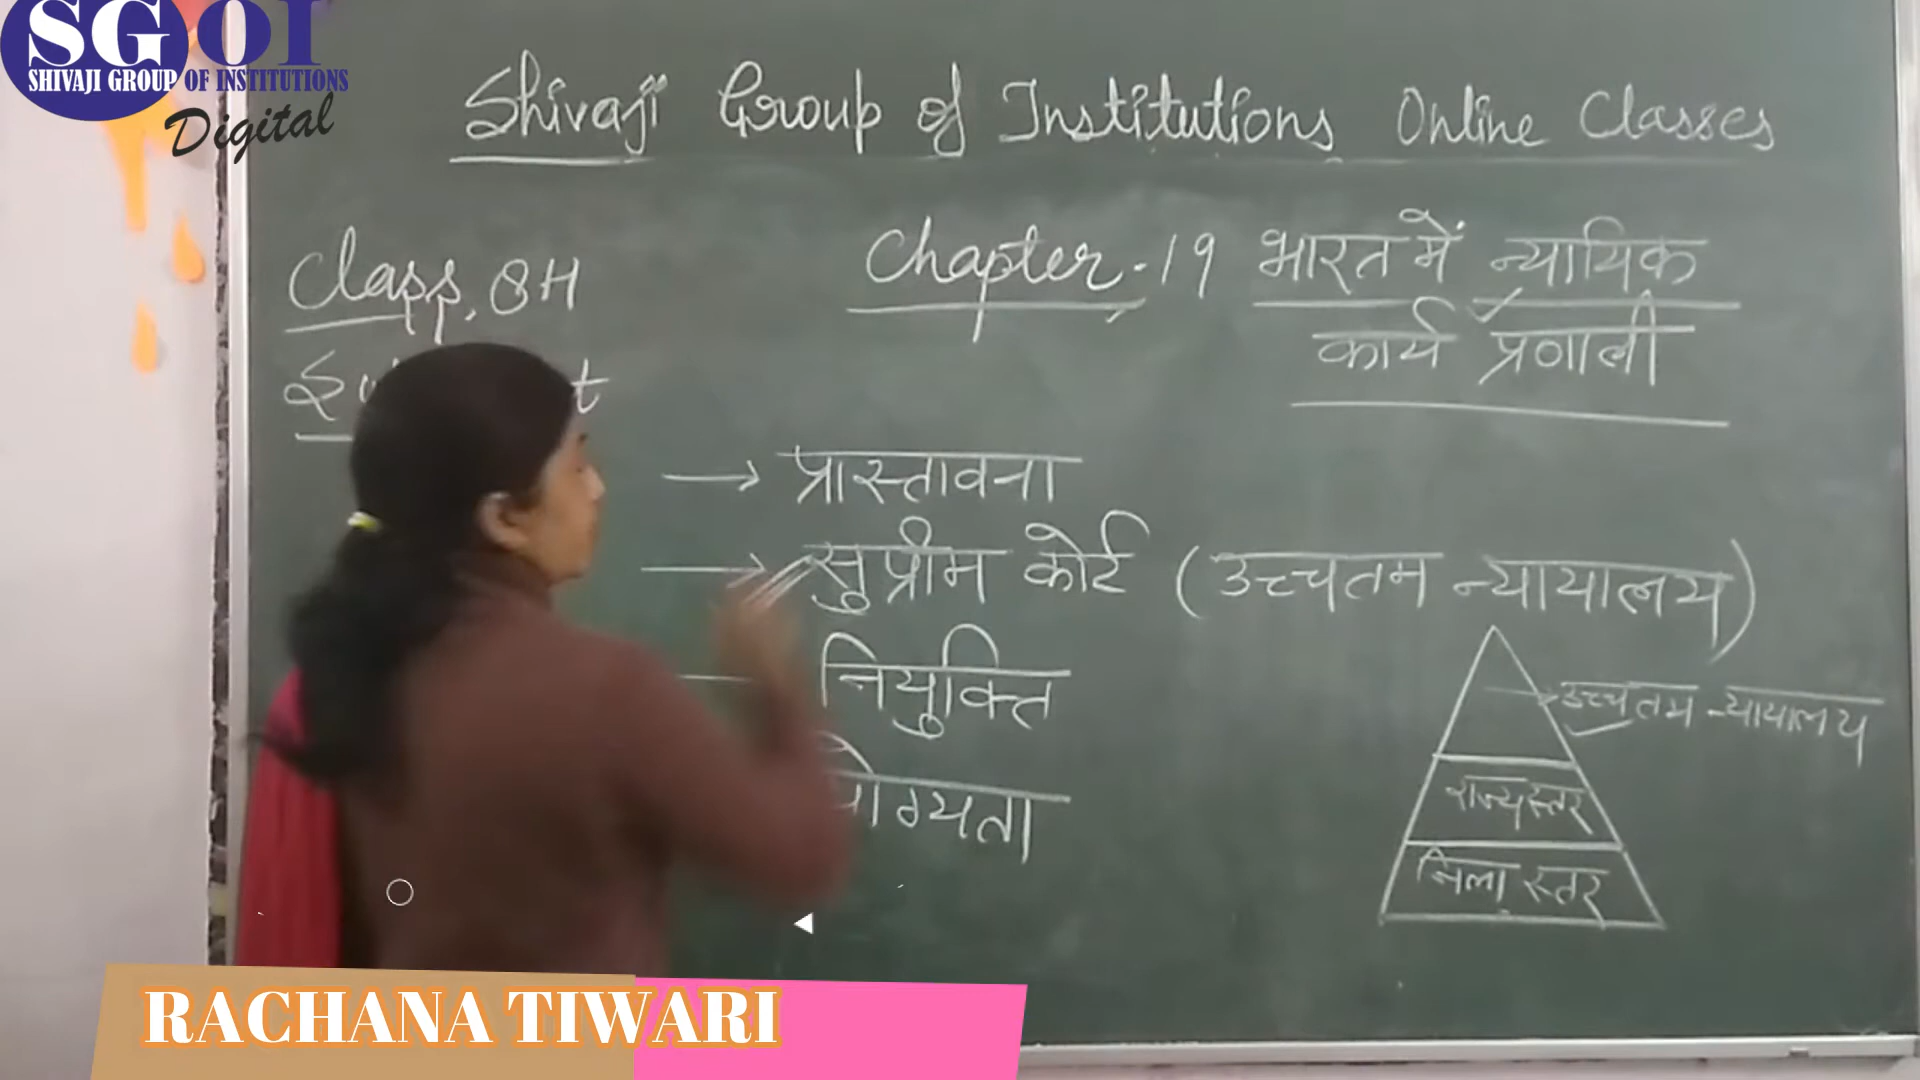 SGOI
SHIVAJI GROUP OF INSTITUTIONS
Digital
Shivaji Group of Institutions Online Classes
Class. 8H
Chapter-19 भारत में न्यायिक
कार्य प्रणाली
→ प्रास्तावना
→ सुप्रीम कोर्ट (उच्चतम न्यायालय)
नियुक्ति
उच्चतम न्यायालय
राज्य स्तर
योग्यता
जिला स्तर
RACHANA TIWARI